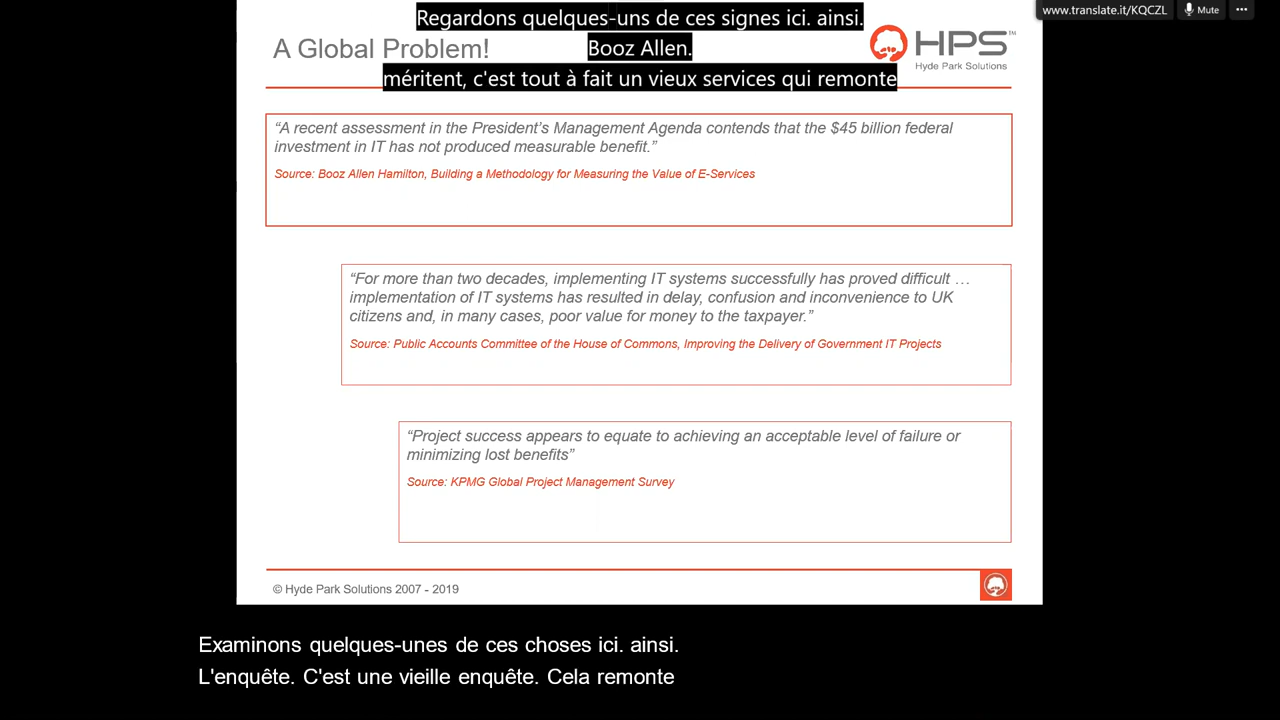 Regardons quelques-uns de ces signes ici. ainsi.
Booz Allen.
méritent, c'est tout à fait un vieux services qui remonte
www.translate.it/KQCZL
Mute
A Global Problem!
HPS™
Hyde Park Solutions
“A recent assessment in the President’s Management Agenda contends that the $45 billion federal
investment in IT has not produced measurable benefit.”
Source: Booz Allen Hamilton, Building a Methodology for Measuring the Value of E-Services
“For more than two decades, implementing IT systems successfully has proved difficult …
implementation of IT systems has resulted in delay, confusion and inconvenience to UK
citizens and, in many cases, poor value for money to the taxpayer.”
Source: Public Accounts Committee of the House of Commons, Improving the Delivery of Government IT Projects
“Project success appears to equate to achieving an acceptable level of failure or
minimizing lost benefits”
Source: KPMG Global Project Management Survey
© Hyde Park Solutions 2007 - 2019
Examinons quelques-unes de ces choses ici. ainsi.
L'enquête. C'est une vieille enquête. Cela remonte